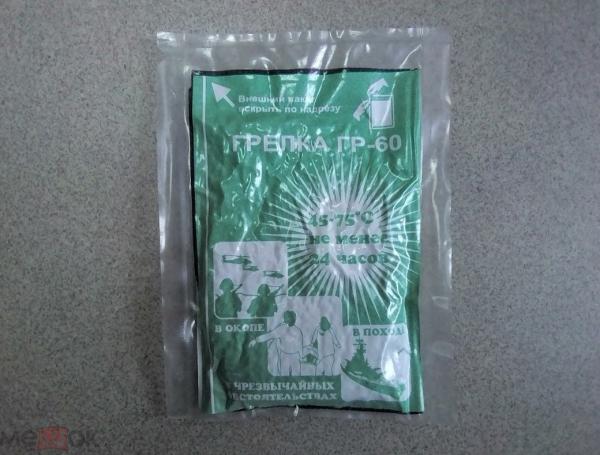 Внешний пакет
вскрыть по надрезу
ГРЕЛКА ГР-60
45-75°С
не менее
24 часов
В ОКОПЕ
В ПОХОДЕ
ЧРЕЗВЫЧАЙНЫХ
ОБСТОЯТЕЛЬСТВАХ